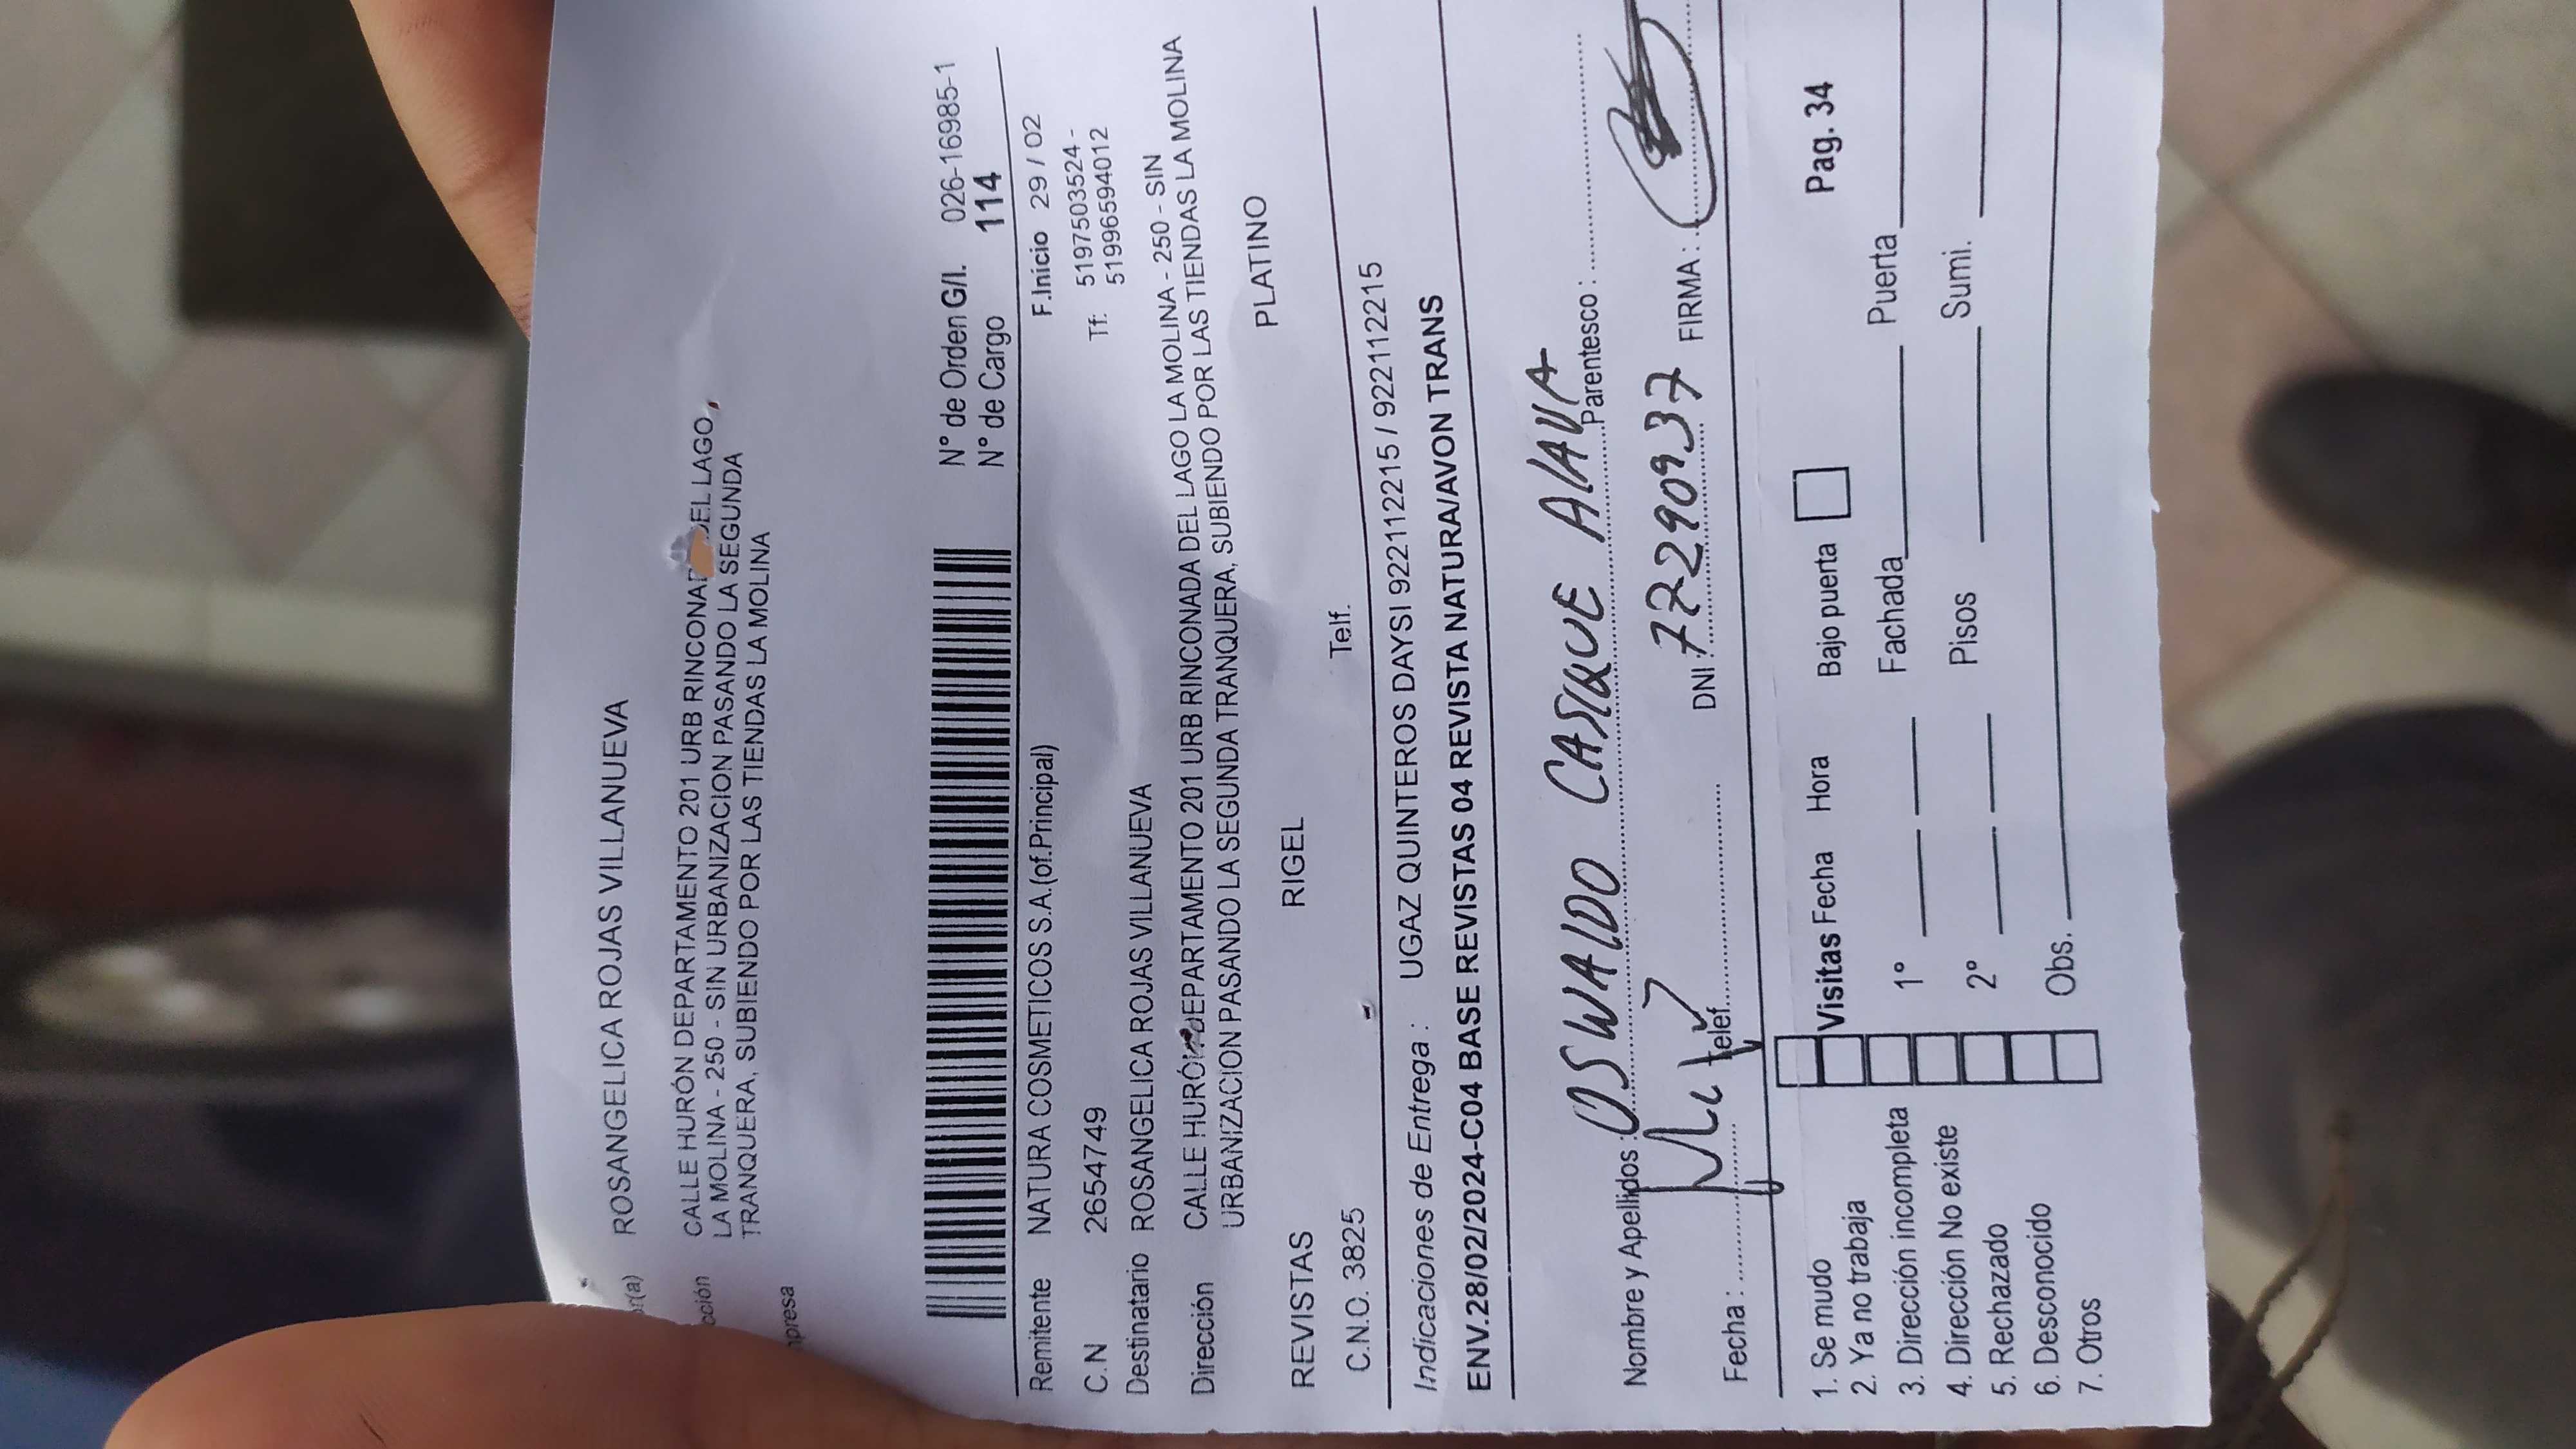 ROSANGELICA ROJAS VILLANUEVA
CALLE HURÓN DEPARTAMENTO 201 URB RINCONA DEL LAGO
cción LA MOLINA - 250 - SIN URBANIZACION PASANDO LA SEGUNDA
TRANQUERA, SUBIENDO POR LAS TIENDAS LA MOLINA
mpresa
N° de Orden G/I. 026-16985-1
N° de Cargo 114
Remitente NATURA COSMETICOS S.A.(of.Principal) F.Inicio 29 / 02
C.N 2654749 Tf: 5197503524 -
51996594012
Destinatario ROSANGELICA ROJAS VILLANUEVA
Dirección CALLE HURÓN DEPARTAMENTO 201 URB RINCONADA DEL LAGO LA MOLINA - 250 - SIN
URBANIZACION PASANDO LA SEGUNDA TRANQUERA, SUBIENDO POR LAS TIENDAS LA MOLINA
REVISTAS RIGEL PLATINO
C.N.O. 3825 Telf.
Indicaciones de Entrega : UGAZ QUINTEROS DAYSI 922112215 / 922112215
ENV.28/02/2024-C04 BASE REVISTAS 04 REVISTA NATURA/AVON TRANS
Nombre y Apellidos : OSWALDO CASIQUE ALAVA Parentesco :
Fecha : Telef. DNI : 77290937 FIRMA :
1. Se mudo
2. Ya no trabaja
3. Dirección incompleta
4. Dirección No existe
5. Rechazado
6. Desconocido
7. Otros
Visitas Fecha Hora Bajo puerta Pag. 34
1° Fachada Puerta
2° Pisos Sumi.
Obs.